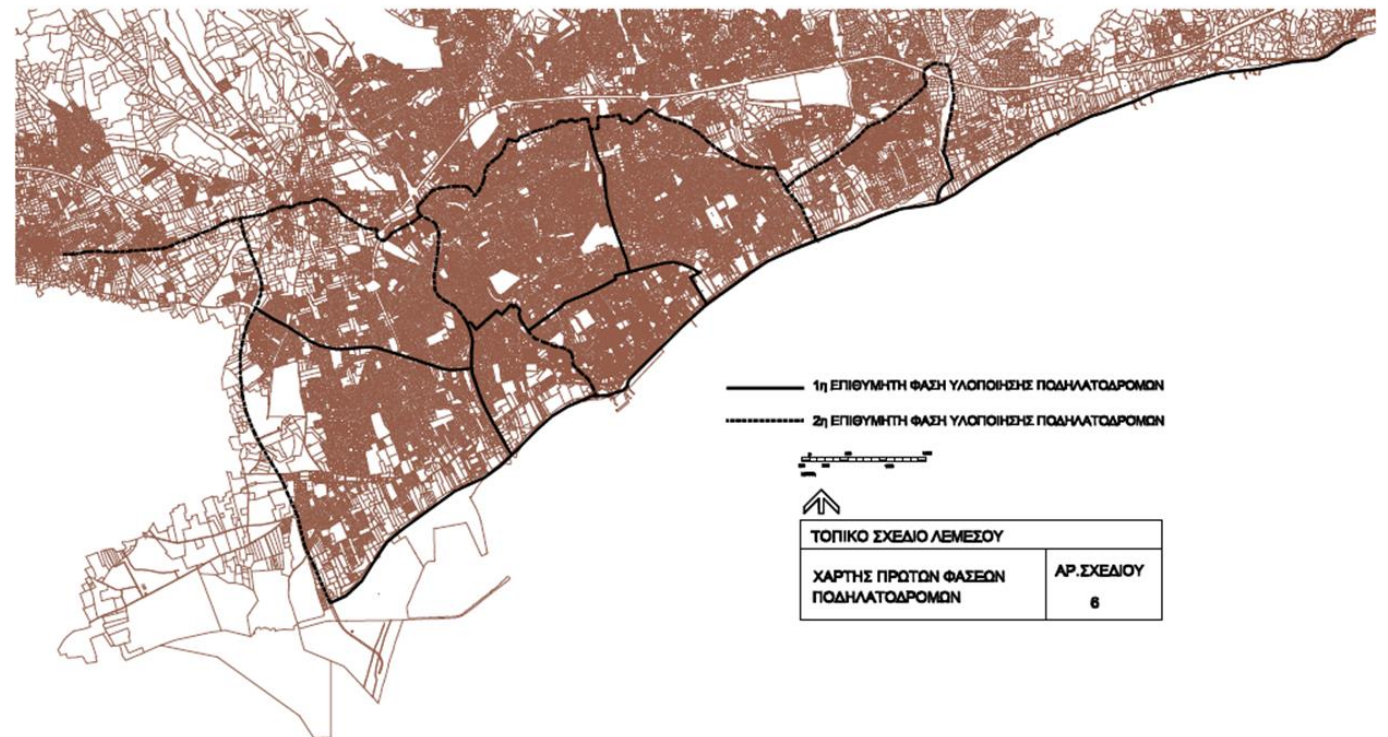 1η ΕΠΙΘΥΜΗΤΗ ΦΑΣΗ ΥΛΟΠΟΙΗΣΗΣ ΠΟΔΗΛΑΤΟΔΡΟΜΩΝ
2η ΕΠΙΘΥΜΗΤΗ ΦΑΣΗ ΥΛΟΠΟΙΗΣΗΣ ΠΟΔΗΛΑΤΟΔΡΟΜΩΝ
ΤΟΠΙΚΟ ΣΧΕΔΙΟ ΛΕΜΕΣΟΥ
ΧΑΡΤΗΣ ΠΡΩΤΩΝ ΦΑΣΕΩΝ
ΠΟΔΗΛΑΤΟΔΡΟΜΩΝ
ΑΡ.ΣΧΕΔΙΟΥ
6